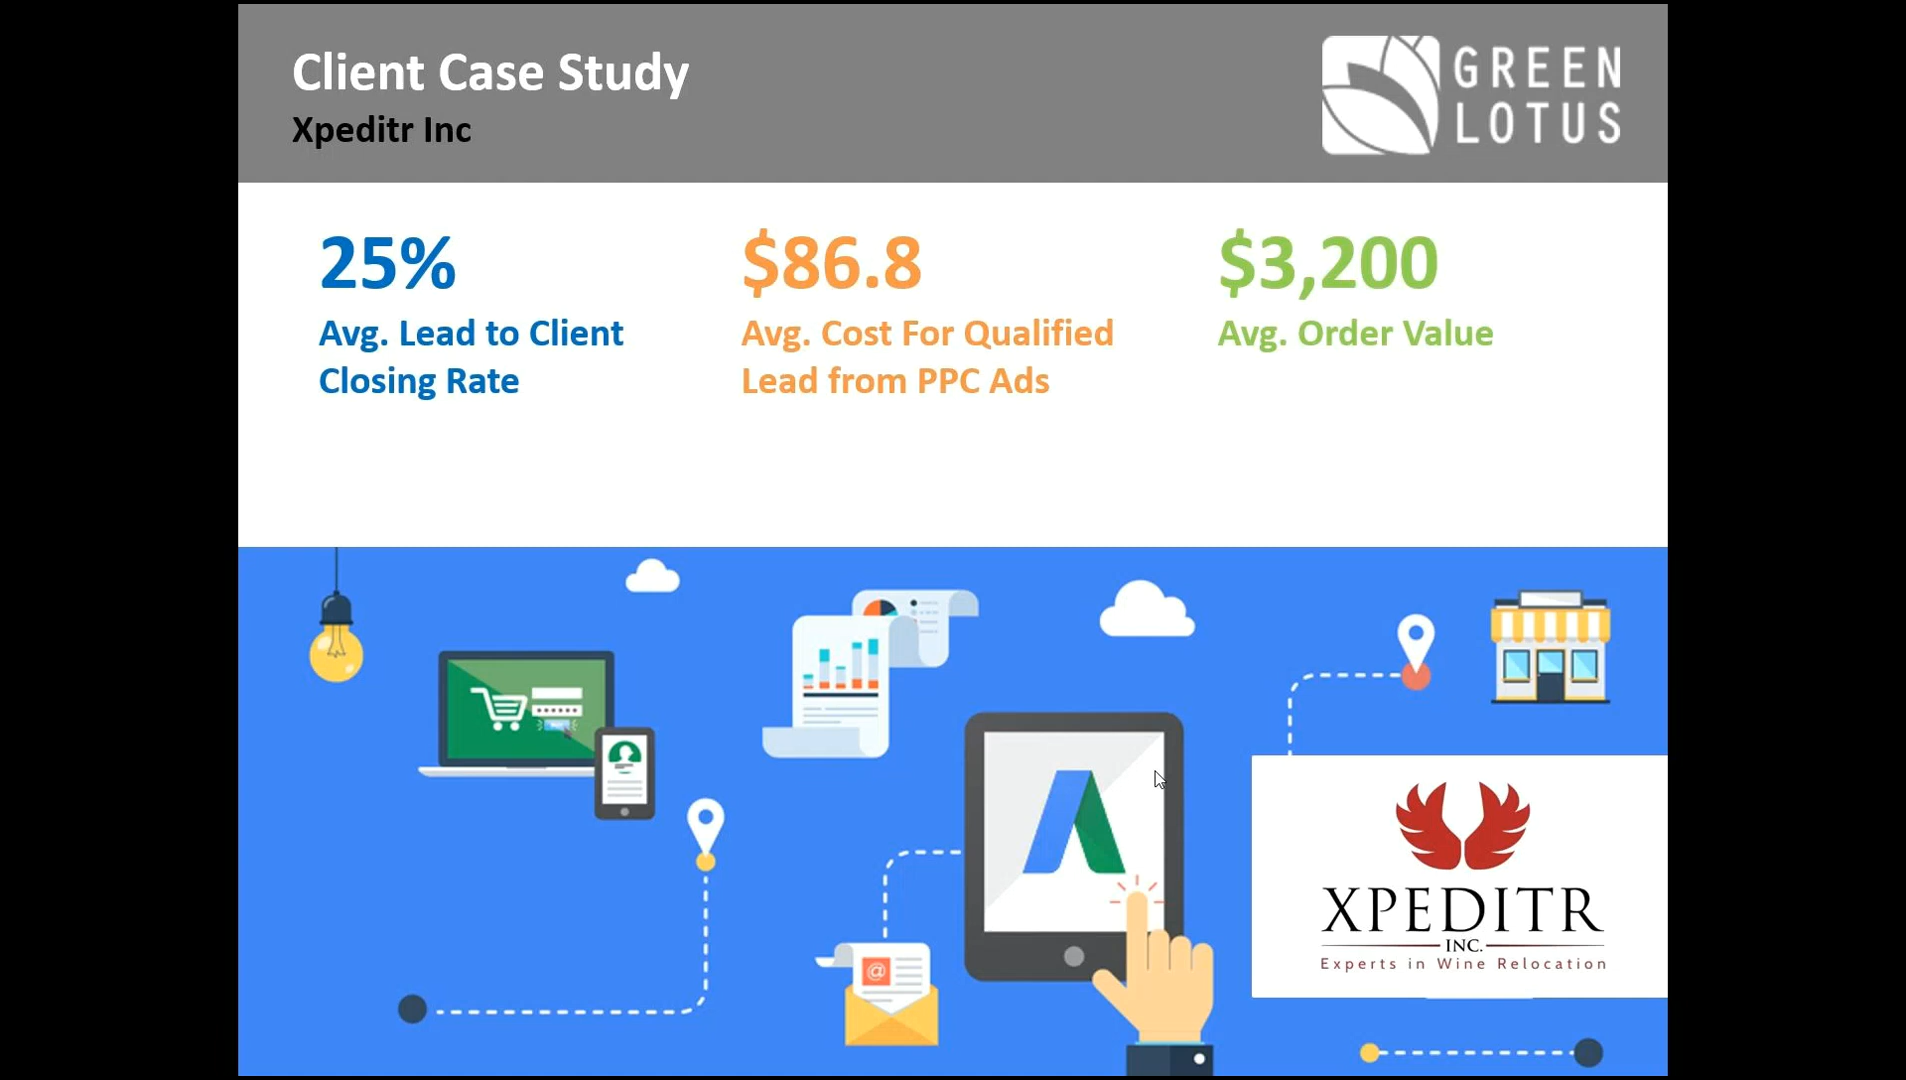 Client Case Study
Xpeditr Inc
GREEN
LOTUS
25%
Avg. Lead to Client
Closing Rate
$86.8
Avg. Cost For Qualified
Lead from PPC Ads
$3,200
Avg. Order Value
@
XPEDITR
INC.
Experts in Wine Relocation